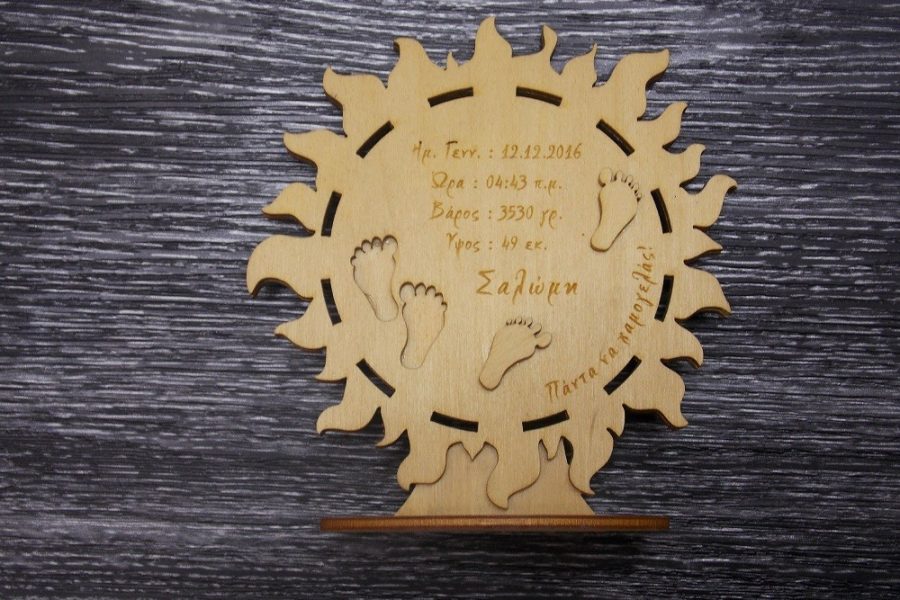 Ημ. Γενν. : 12.12.2016
Ώρα : 04:43 π.μ.
Βάρος : 3530 γρ.
Ύψος : 49 εκ.
Σαλώμη
Πάντα να χαμογελάς!